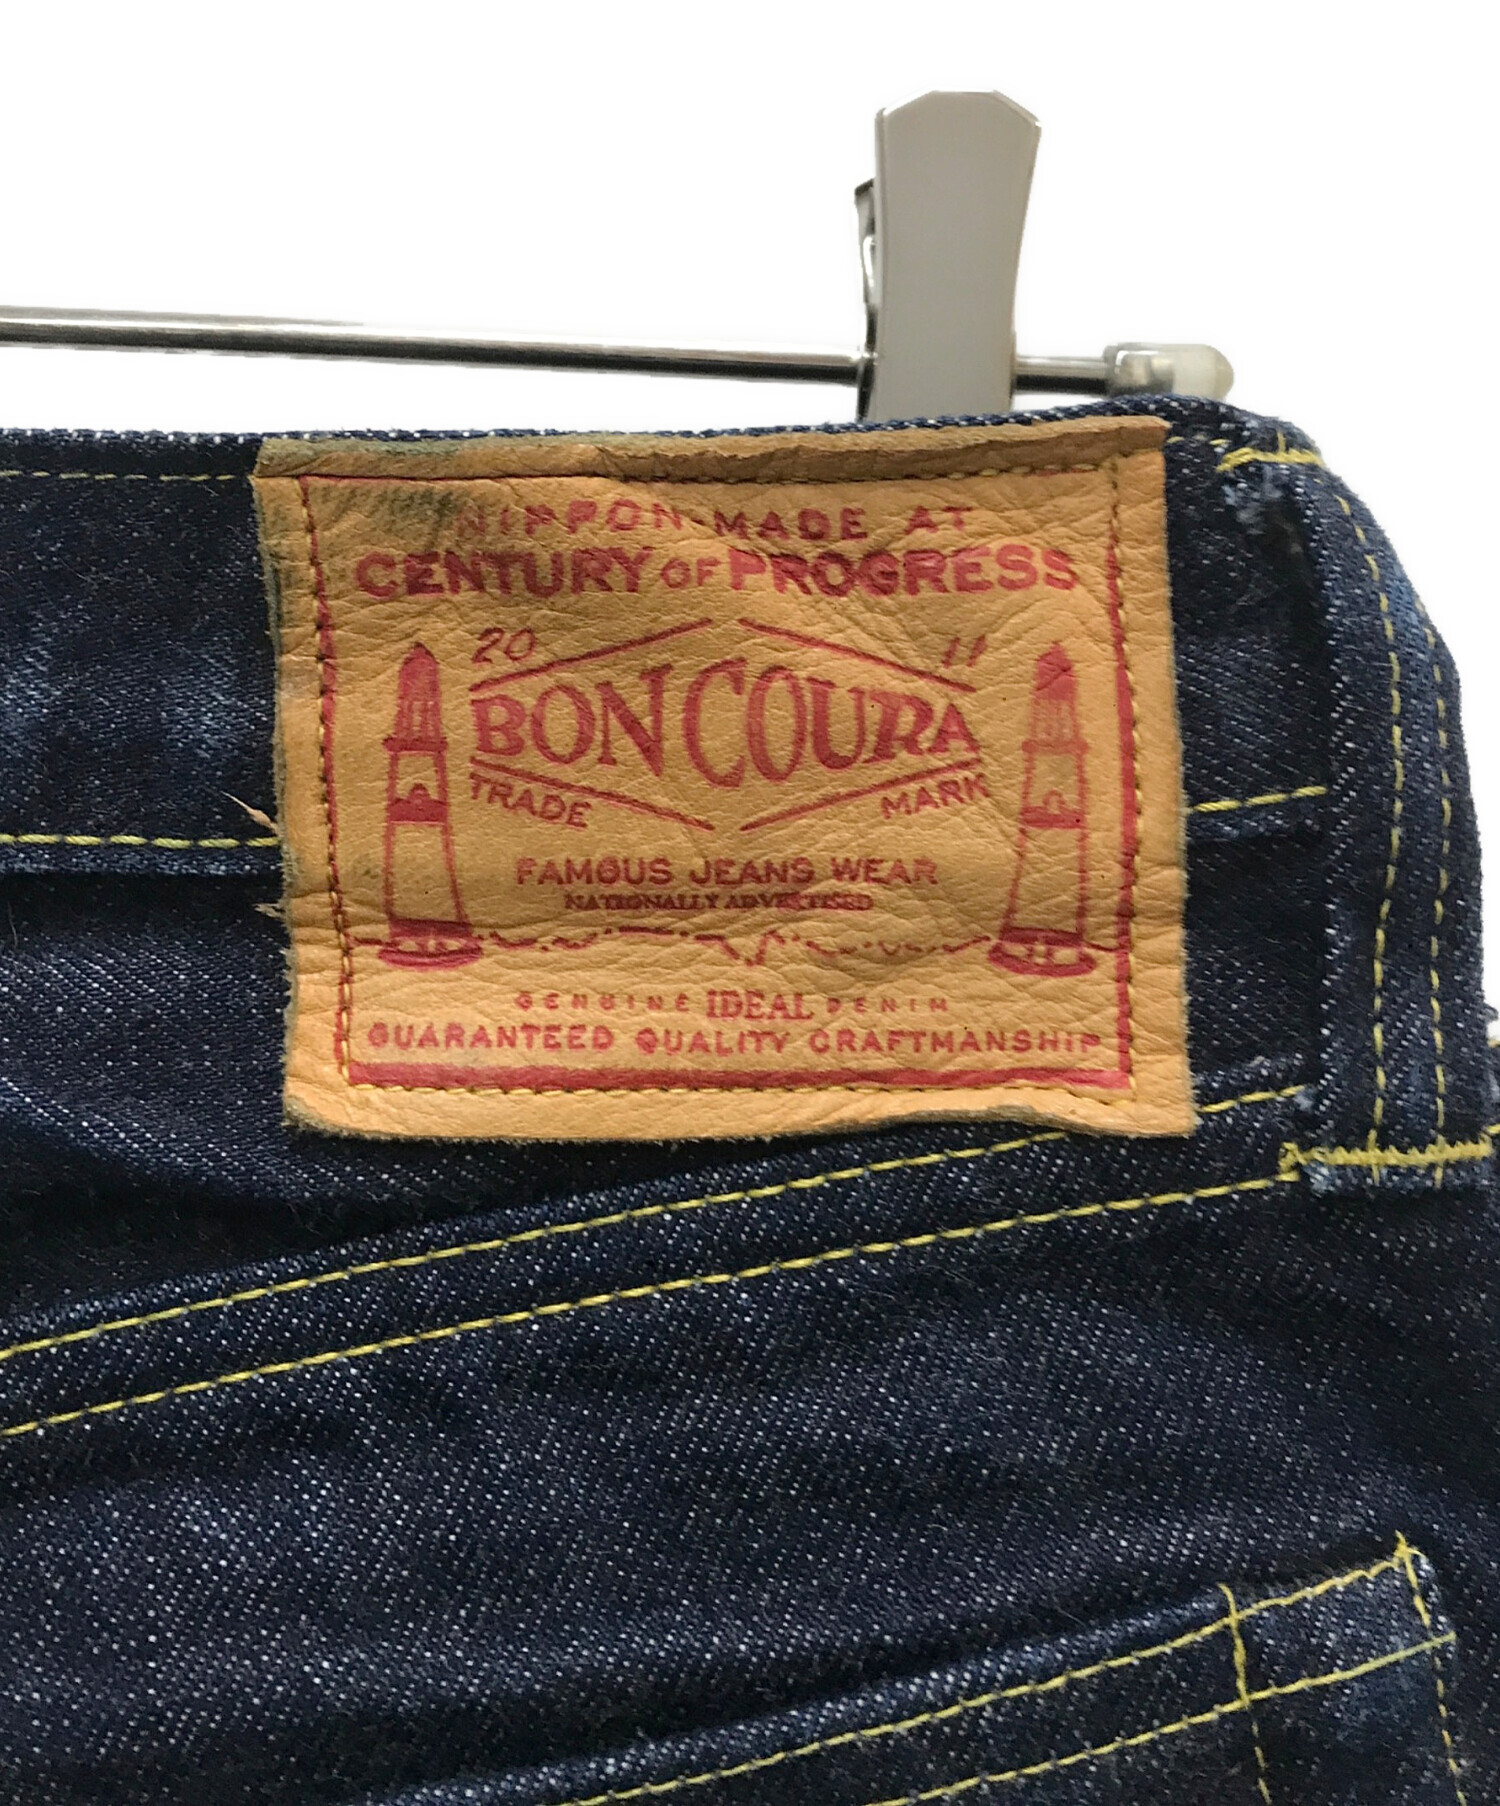 NIPPON-MADE AT
CENTURY OF PROGRESS
20 11
BONCOURA
TRADE MARK
FAMOUS JEANS WEAR
NATIONALLY ADVERTISED
GENUINE IDEAL DENIM
GUARANTEED QUALITY CRAFTMANSHIP